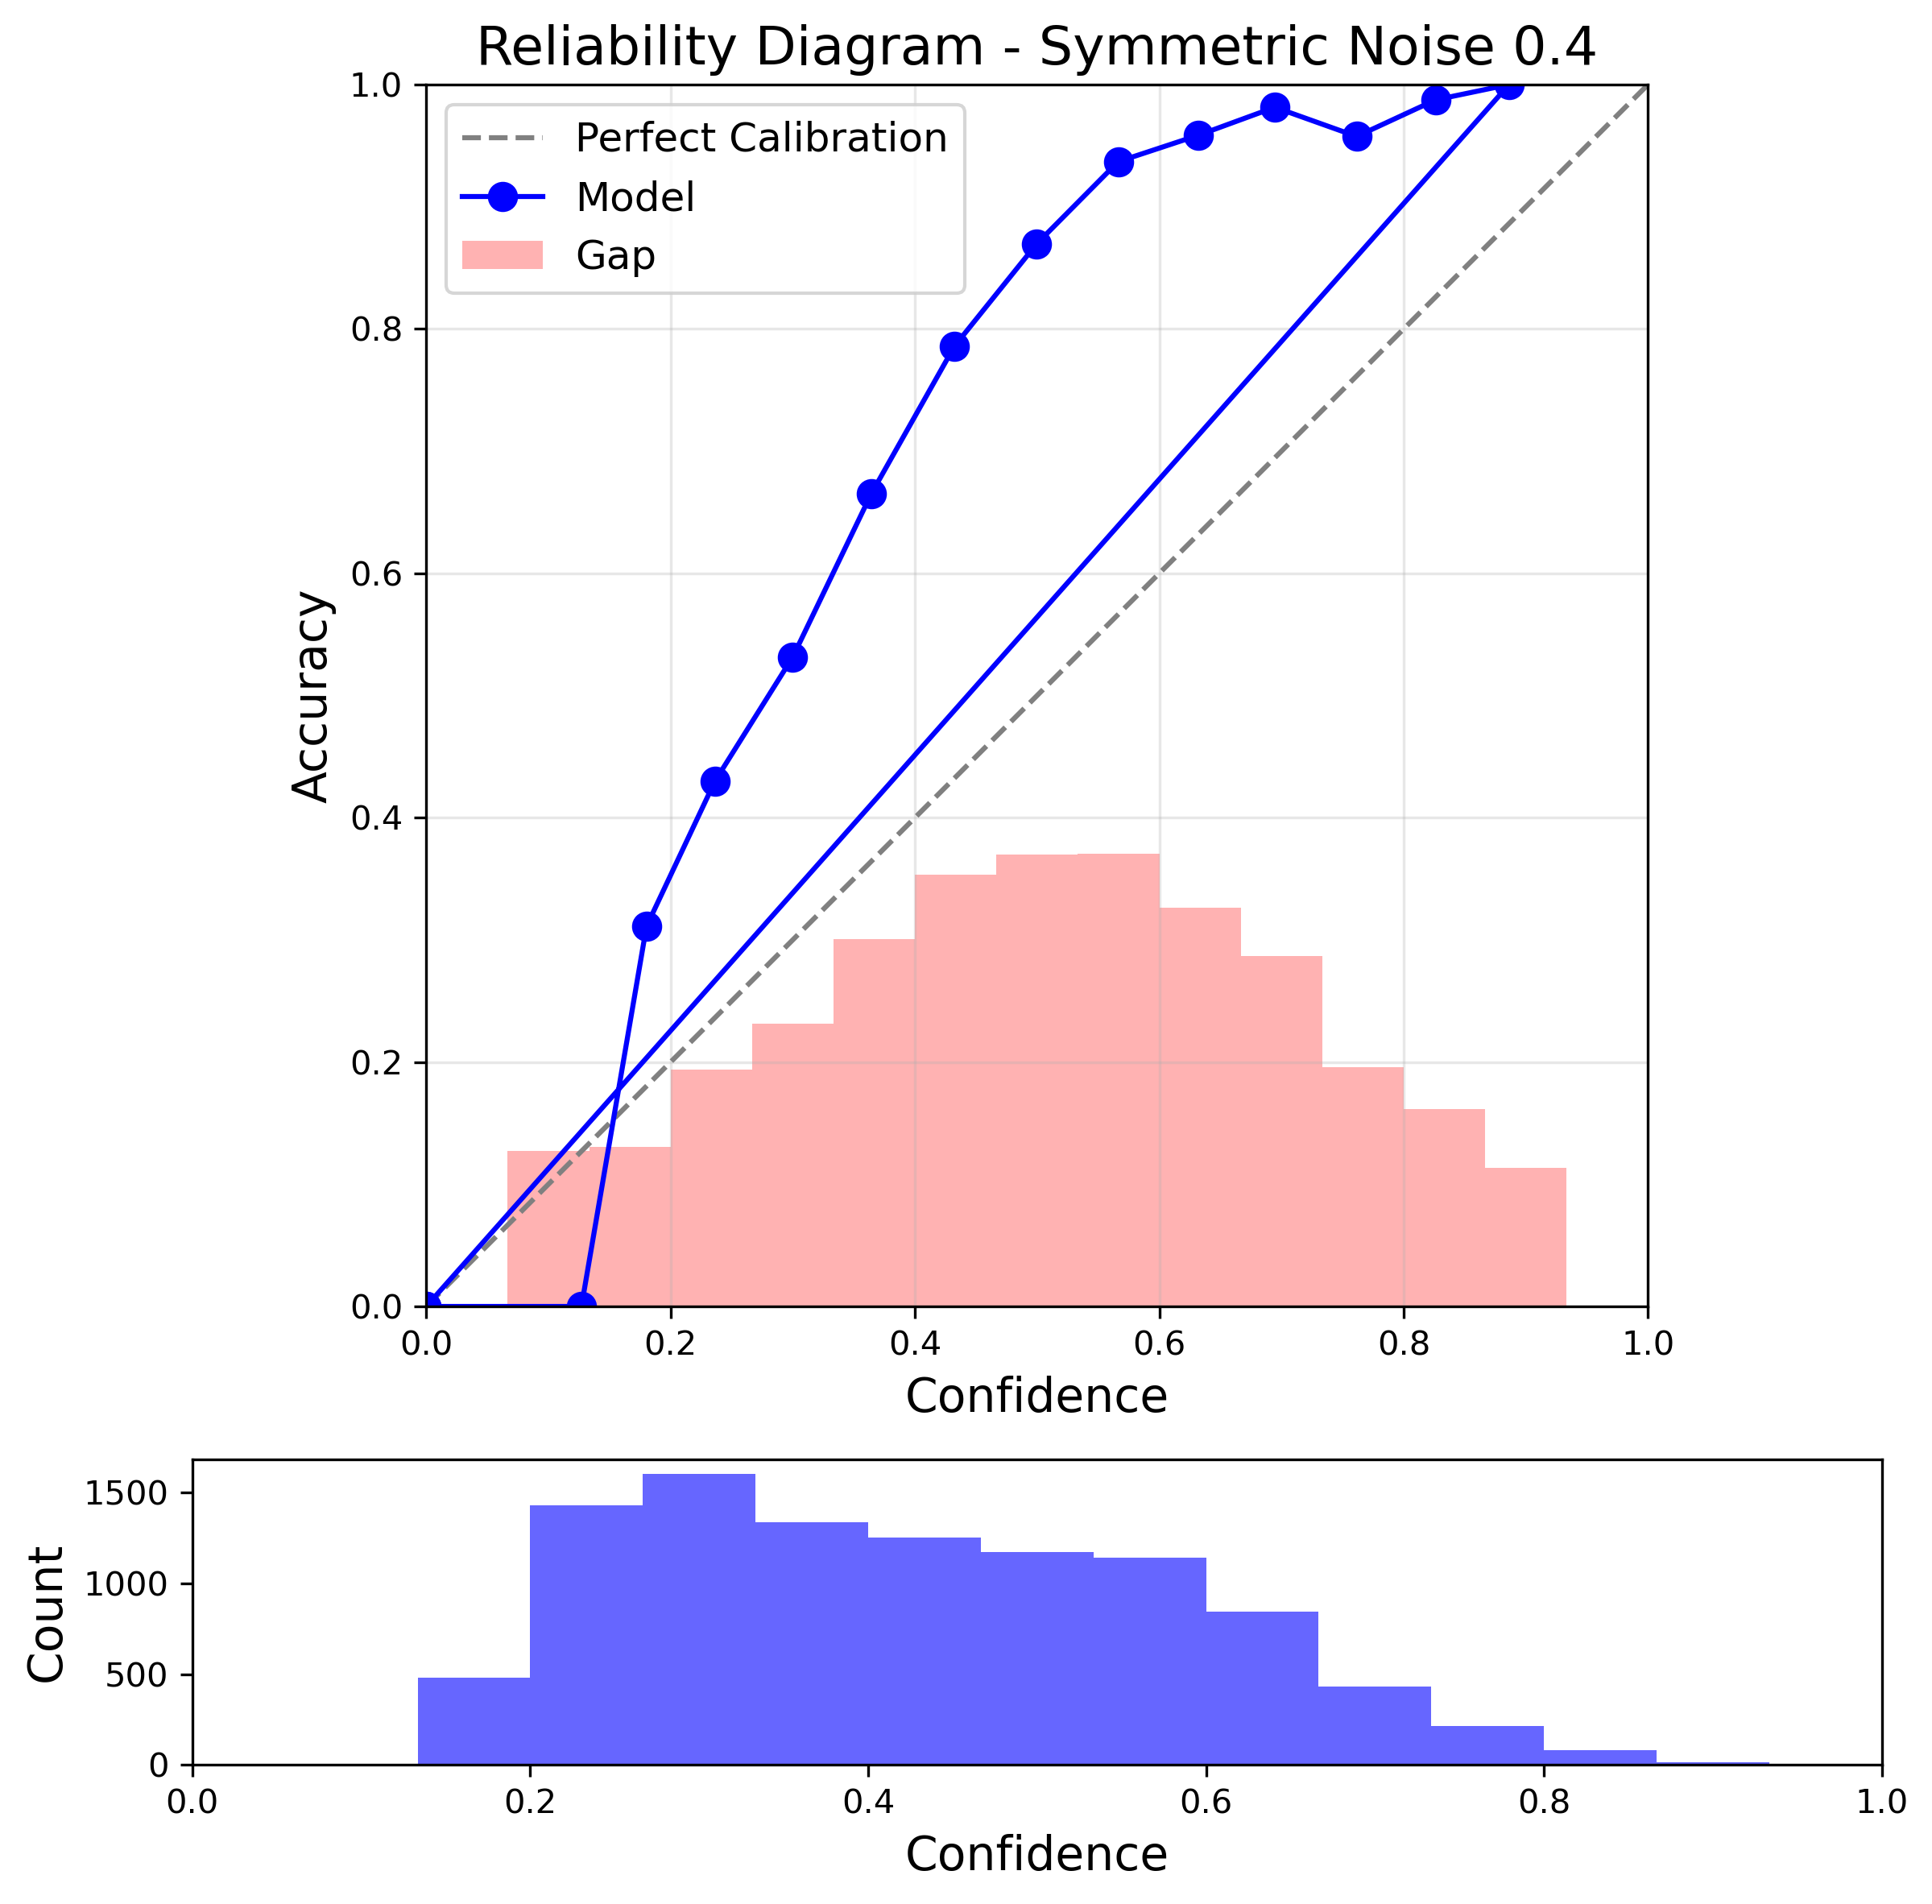 Reliability Diagram - Symmetric Noise 0.4
1.0
0.8
0.6
0.4
0.2
0.0
Accuracy
Perfect Calibration
Model
Gap
0.0 0.2 0.4 0.6 0.8 1.0
Confidence
1500
1000
500
0
Count
0.0 0.2 0.4 0.6 0.8 1.0
Confidence